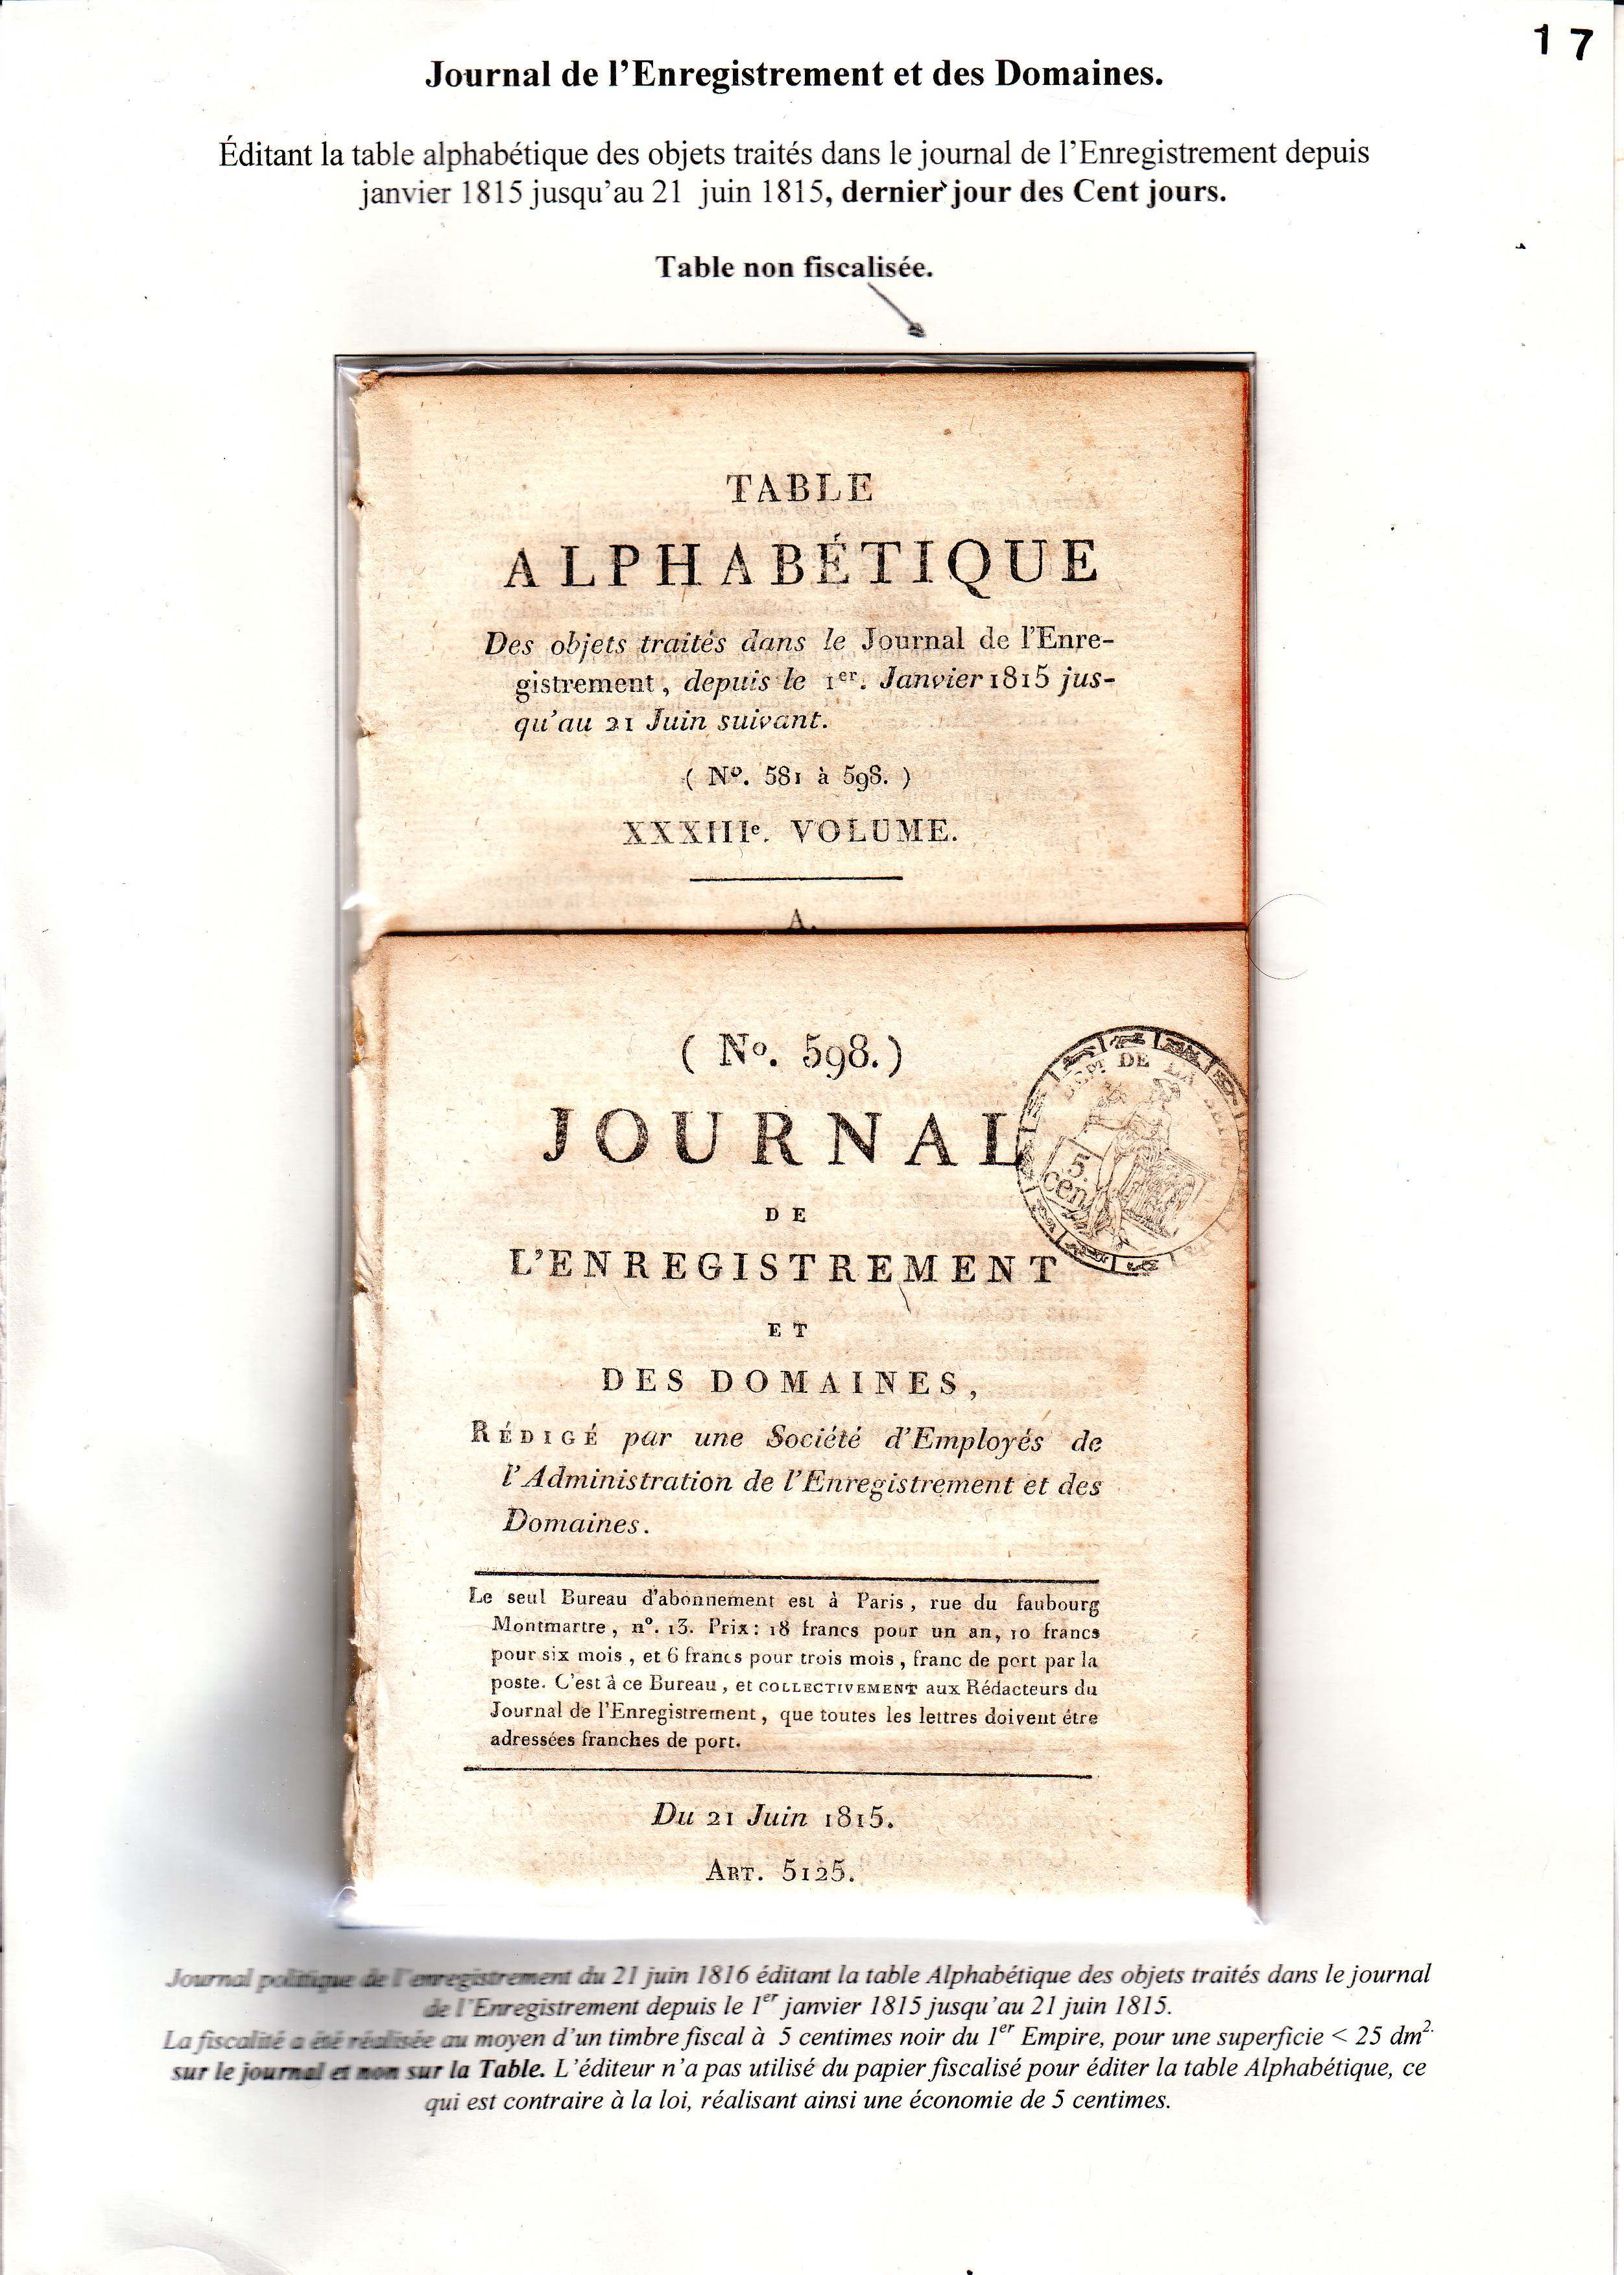 17
Journal de l’Enregistrement et des Domaines.
Éditant la table alphabétique des objets traités dans le journal de l’Enregistrement depuis
janvier 1815 jusqu’au 21 juin 1815, dernier jour des Cent jours.
Table non fiscalisée.
TABLE
ALPHABÉTIQUE
Des objets traités dans le Journal de l’Enre-
gistrement, depuis le 1er. Janvier 1815 jus-
qu’au 21 Juin suivant.
( No. 581 à 598. )
XXXIIIe. VOLUME.
A.
( No. 598.)
JOURNAL
DEPT DE LA
5.
cen
DE
L’ENREGISTREMENT
ET
DES DOMAINES,
RÉDIGÉ par une Société d’Employés de
l’Administration de l’Enregistrement et des
Domaines.
Le seul Bureau d’abonnement est à Paris, rue du faubourg
Montmartre, no. 13. Prix : 18 francs pour un an, 10 francs
pour six mois, et 6 francs pour trois mois, franc de port par la
poste. C’est à ce Bureau, et COLLECTIVEMENT aux Rédacteurs du
Journal de l’Enregistrement, que toutes les lettres doivent être
adressées franches de port.
Du 21 Juin 1815.
ART. 5125.
Journal politique de l’enregistrement du 21 juin 1816 éditant la table Alphabétique des objets traités dans le journal
de l’Enregistrement depuis le 1er janvier 1815 jusqu’au 21 juin 1815.
La fiscalité a été réalisée au moyen d’un timbre fiscal à 5 centimes noir du 1er Empire, pour une superficie < 25 dm2.
sur le journal et non sur la Table. L’éditeur n’a pas utilisé du papier fiscalisé pour éditer la table Alphabétique, ce
qui est contraire à la loi, réalisant ainsi une économie de 5 centimes.